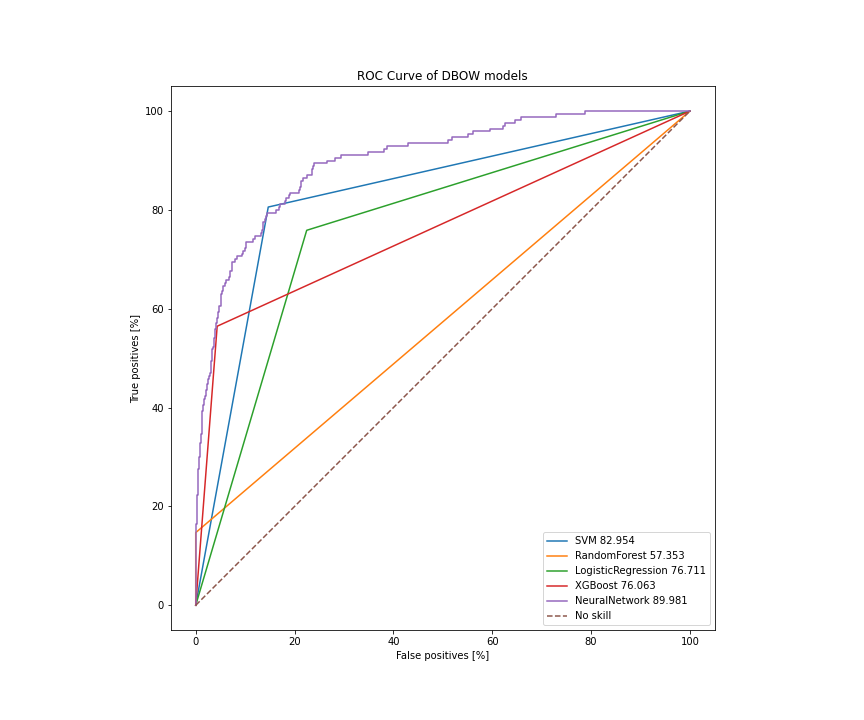 ROC Curve of DBOW models
True positives [%]
100
80
60
40
20
0
0 20 40 60 80 100
False positives [%]
SVM 82.954
RandomForest 57.353
LogisticRegression 76.711
XGBoost 76.063
NeuralNetwork 89.981
No skill